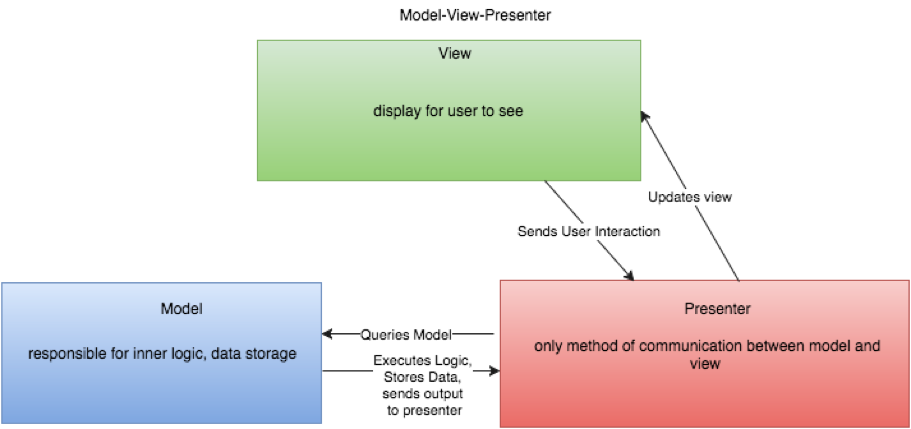 Model-View-Presenter
View
display for user to see
Updates view
Sends User Interaction
Model
responsible for inner logic, data storage
Queries Model
Executes Logic,
Stores Data,
sends output
to presenter
Presenter
only method of communication between model and
view